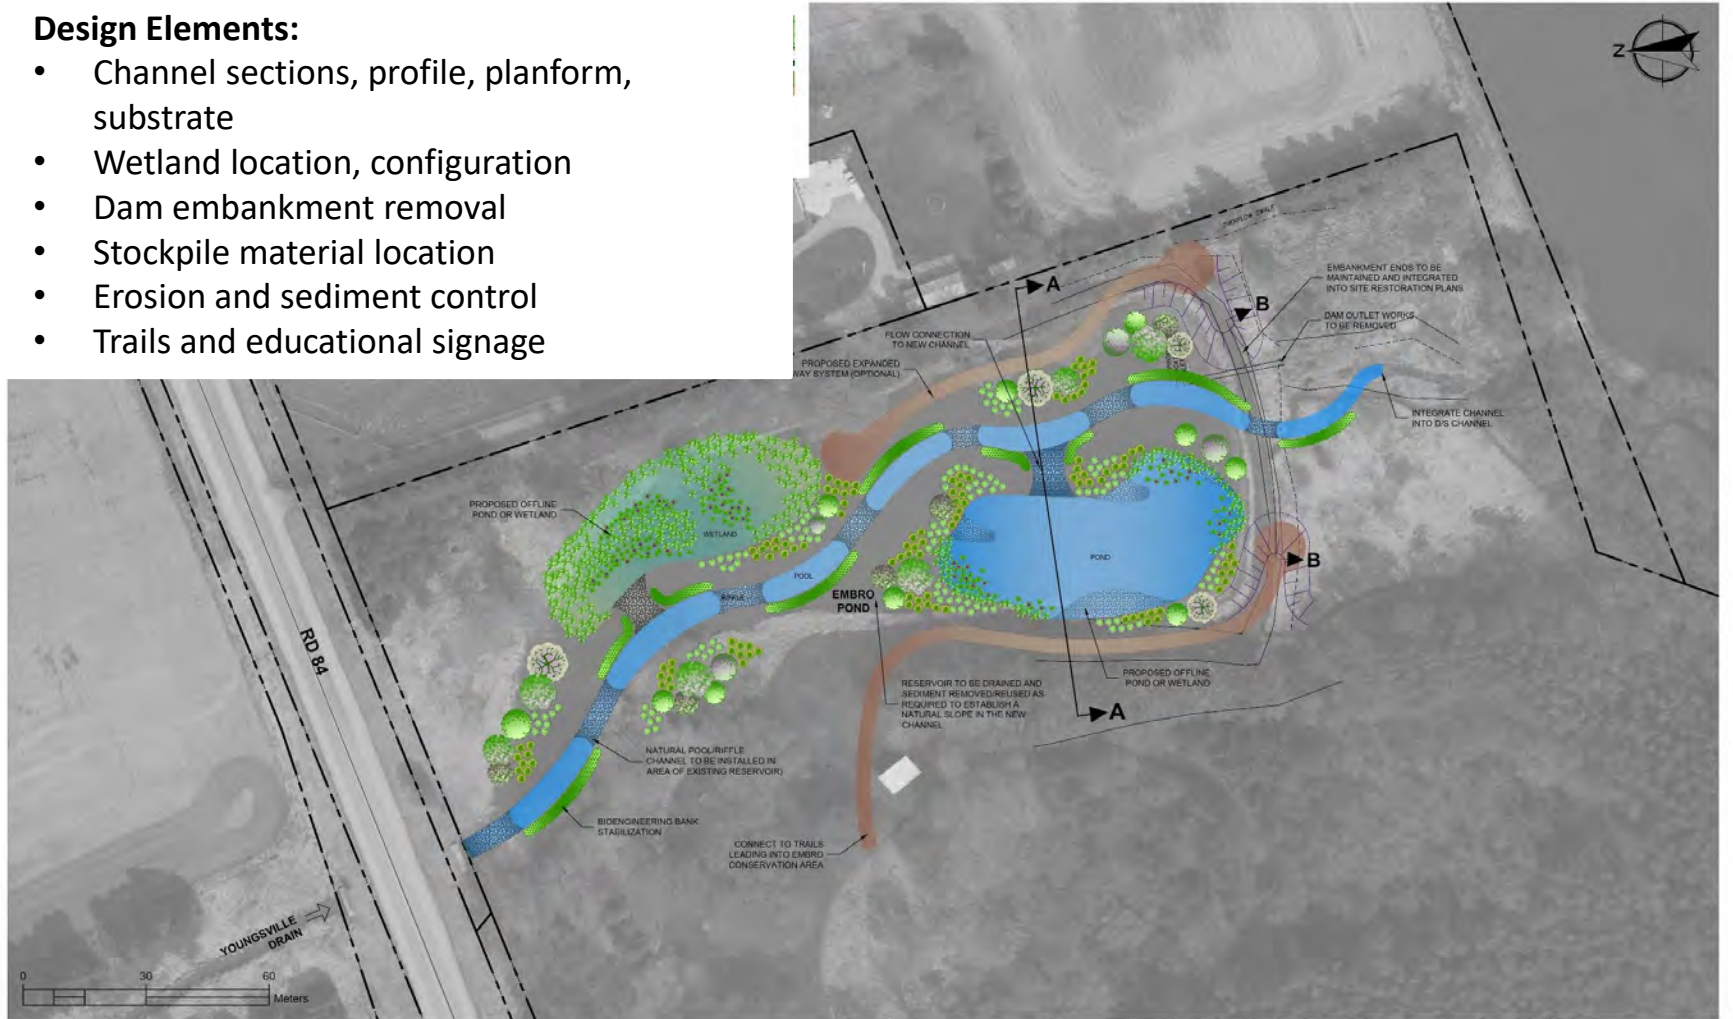 Design Elements:
• Channel sections, profile, planform,
substrate
• Wetland location, configuration
• Dam embankment removal
• Stockpile material location
• Erosion and sediment control
• Trails and educational signage
Z
A
B
EMBANKMENT ENDS TO BE
MAINTAINED AND INTEGRATED
INTO SITE RESTORATION PLANS
DAM OUTLET WORKS
TO BE REMOVED
FLOW CONNECTION
TO NEW CHANNEL
PROPOSED EXPANDED
WAY SYSTEM (OPTIONAL)
INTEGRATE CHANNEL
INTO D/S CHANNEL
PROPOSED OFFLINE
POND OR WETLAND
WETLAND
POOL
RIFFLE
POND
B
EMBRO
POND
RD 84
PROPOSED OFFLINE
POND OR WETLAND
RESERVOIR TO BE DRAINED AND
SEDIMENT REMOVED/REUSED AS
REQUIRED TO ESTABLISH A
NATURAL SLOPE IN THE NEW
CHANNEL
A
NATURAL POOL/RIFFLE
CHANNEL TO BE INSTALLED IN
AREA OF EXISTING RESERVOIR)
BIOENGINEERING BANK
STABILIZATION
CONNECT TO TRAILS
LEADING INTO EMBRO
CONSERVATION AREA
YOUNGSVILLE
DRAIN
0 30 60
Meters